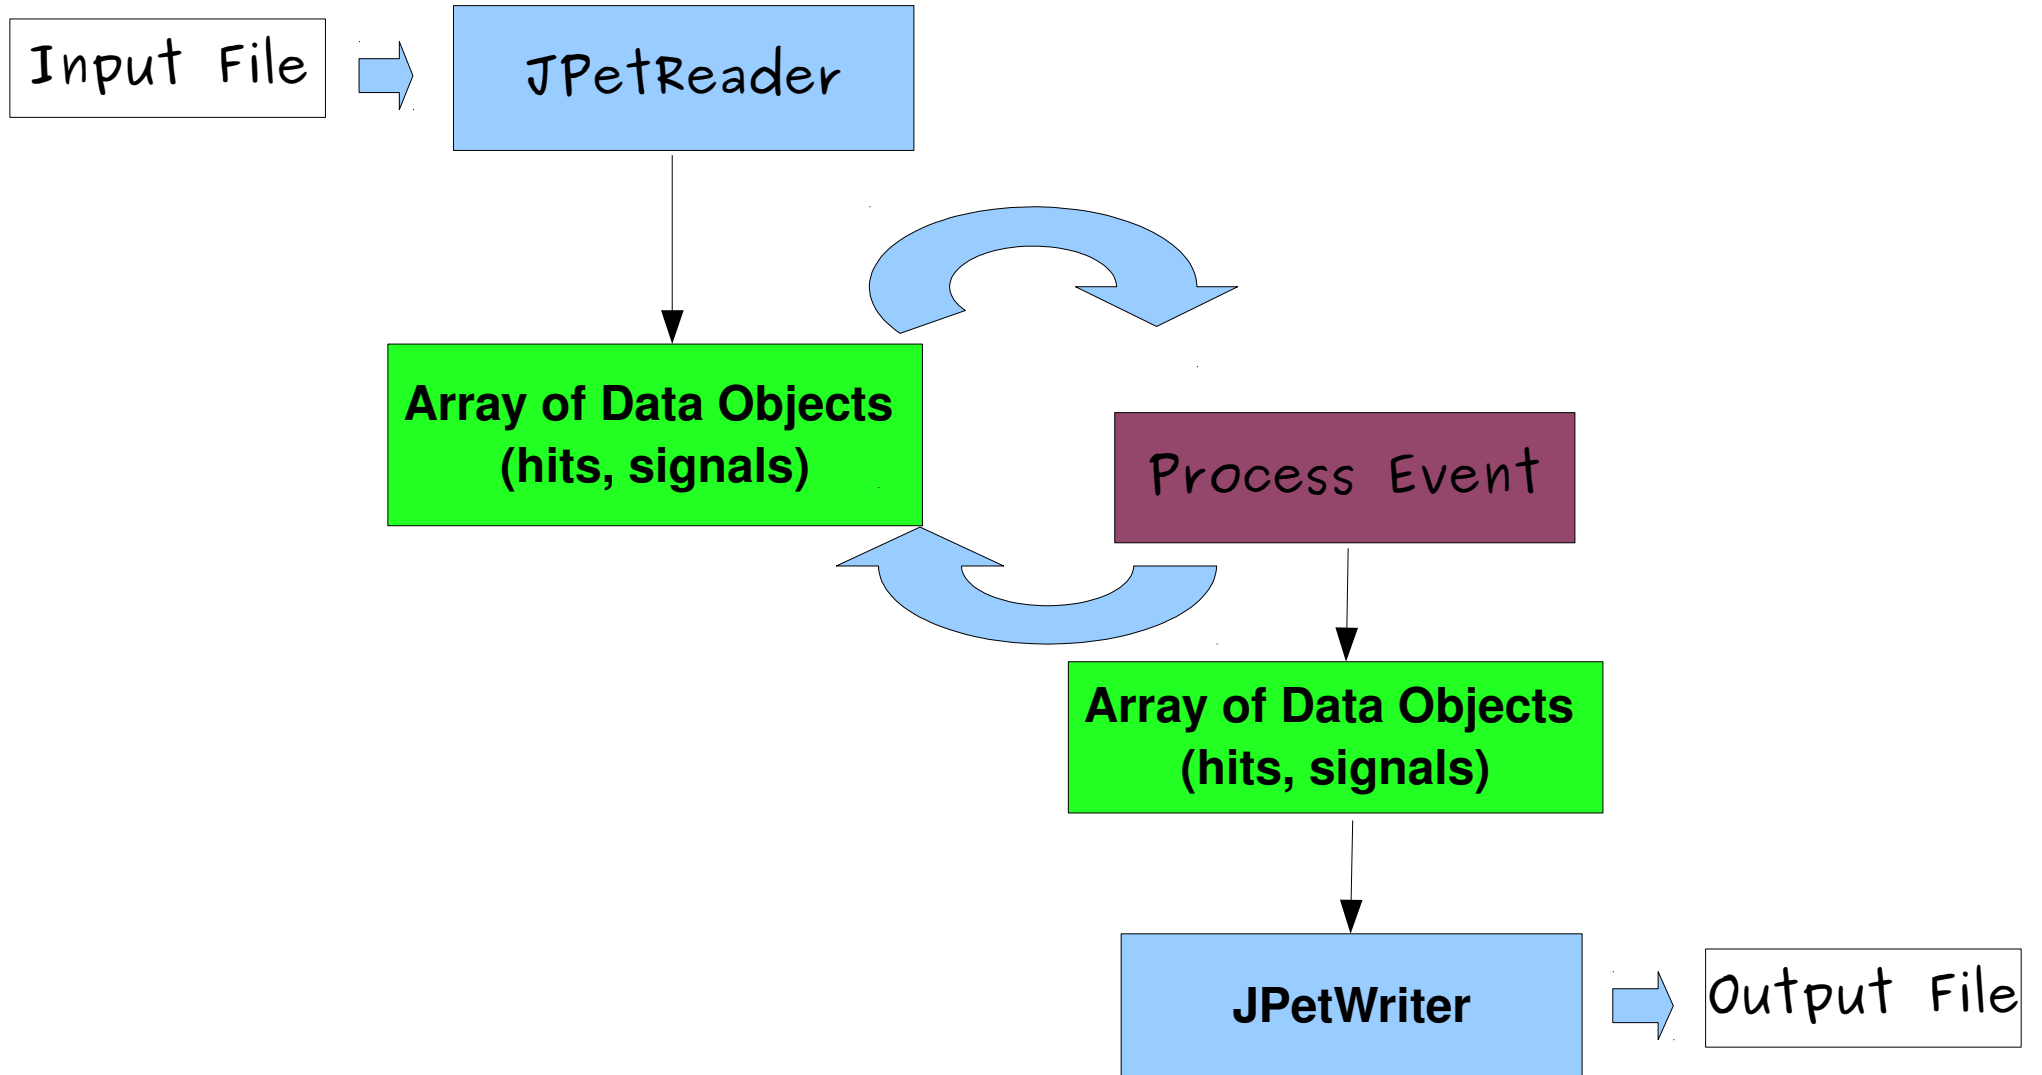 Input File
JPetReader
Array of Data Objects
(hits, signals)
Process Event
Array of Data Objects
(hits, signals)
JPetWriter
Output File